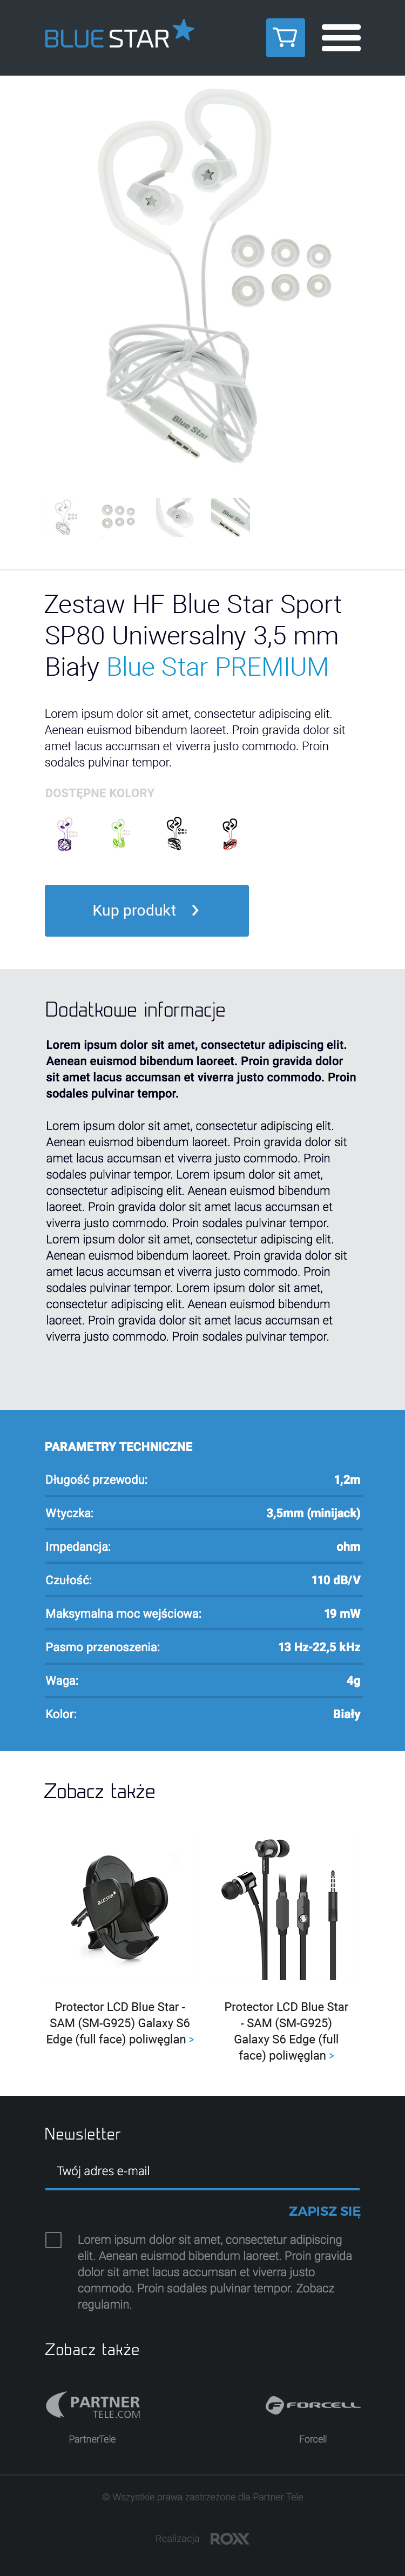 BLUE STAR
Blue Star
Blue Star
Zestaw HF Blue Star Sport
SP80 Uniwersalny 3,5 mm
Biały Blue Star PREMIUM
Lorem ipsum dolor sit amet, consectetur adipiscing elit.
Aenean euismod bibendum laoreet. Proin gravida dolor sit
amet lacus accumsan et viverra justo commodo. Proin
sodales pulvinar tempor.
DOSTĘPNE KOLORY
Kup produkt >
Dodatkowe informacje
Lorem ipsum dolor sit amet, consectetur adipiscing elit.
Aenean euismod bibendum laoreet. Proin gravida dolor
sit amet lacus accumsan et viverra justo commodo. Proin
sodales pulvinar tempor.
Lorem ipsum dolor sit amet, consectetur adipiscing elit.
Aenean euismod bibendum laoreet. Proin gravida dolor sit
amet lacus accumsan et viverra justo commodo. Proin
sodales pulvinar tempor. Lorem ipsum dolor sit amet,
consectetur adipiscing elit. Aenean euismod bibendum
laoreet. Proin gravida dolor sit amet lacus accumsan et
viverra justo commodo. Proin sodales pulvinar tempor.
Lorem ipsum dolor sit amet, consectetur adipiscing elit.
Aenean euismod bibendum laoreet. Proin gravida dolor sit
amet lacus accumsan et viverra justo commodo. Proin
sodales pulvinar tempor. Lorem ipsum dolor sit amet,
consectetur adipiscing elit. Aenean euismod bibendum
laoreet. Proin gravida dolor sit amet lacus accumsan et
viverra justo commodo. Proin sodales pulvinar tempor.
PARAMETRY TECHNICZNE
Długość przewodu: 1,2m
Wtyczka: 3,5mm (minijack)
Impedancja: ohm
Czułość: 110 dB/V
Maksymalna moc wejściowa: 19 mW
Pasmo przenoszenia: 13 Hz-22,5 kHz
Waga: 4g
Kolor: Biały
Zobacz także
BLUE STAR
Protector LCD Blue Star -
SAM (SM-G925) Galaxy S6
Edge (full face) poliwęglan >
Protector LCD Blue Star
- SAM (SM-G925)
Galaxy S6 Edge (full
face) poliwęglan >
Newsletter
Twój adres e-mail
ZAPISZ SIĘ
Lorem ipsum dolor sit amet, consectetur adipiscing
elit. Aenean euismod bibendum laoreet. Proin gravida
dolor sit amet lacus accumsan et viverra justo
commodo. Proin sodales pulvinar tempor. Zobacz
regulamin.
Zobacz także
PARTNER
TELE.COM
FORCELL
PartnerTele
Forcell
© Wszystkie prawa zastrzeżone dla Partner Tele
Realizacja ROXX